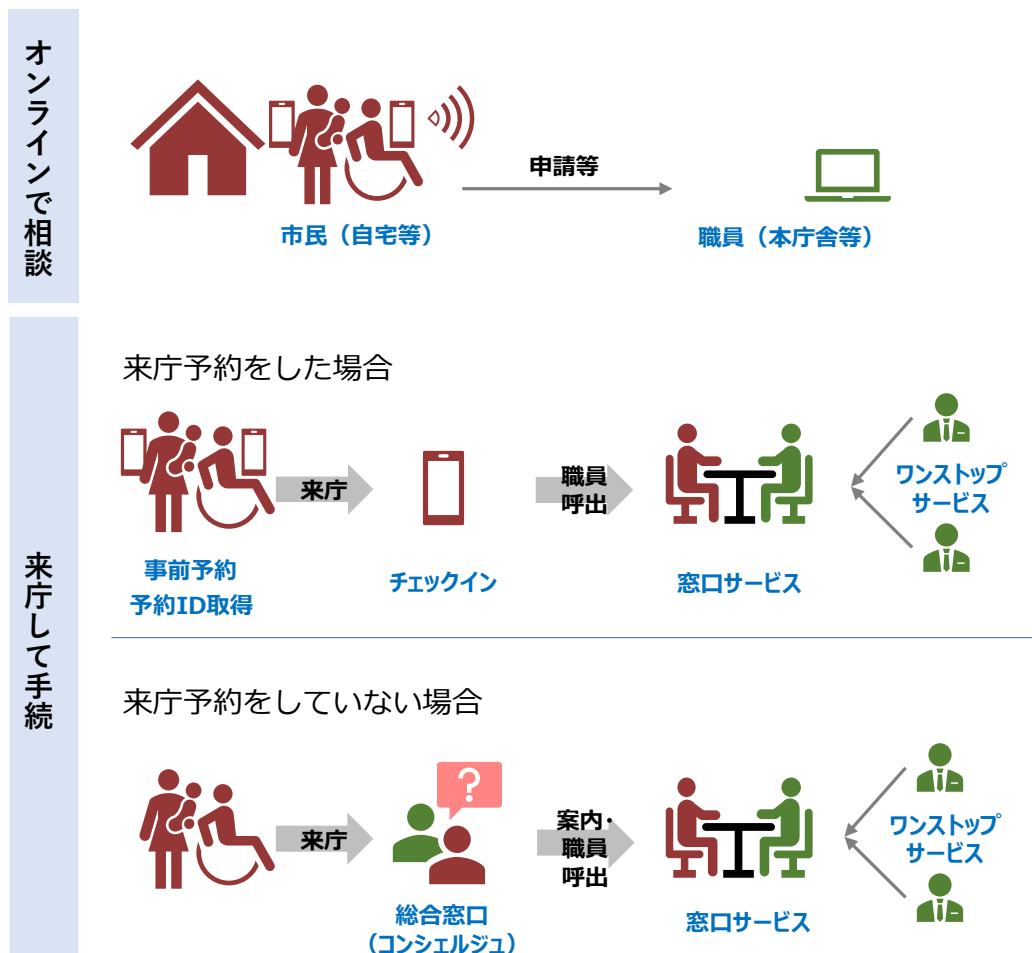 オンラインで相談
申請等
市民（自宅等）
職員（本庁舎等）
来庁して手続
来庁予約をした場合
来庁
職員
呼出
ワンストップ
サービス
事前予約
予約ID取得
チェックイン
窓口サービス
来庁予約をしていない場合
?
来庁
案内・
職員
呼出
ワンストップ
サービス
総合窓口
（コンシェルジュ）
窓口サービス